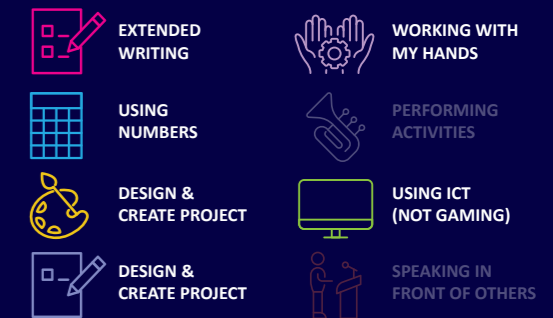 EXTENDED
WRITING
WORKING WITH
MY HANDS
USING
NUMBERS
PERFORMING
ACTIVITIES
DESIGN &
CREATE PROJECT
USING ICT
(NOT GAMING)
DESIGN &
CREATE PROJECT
SPEAKING IN
FRONT OF OTHERS